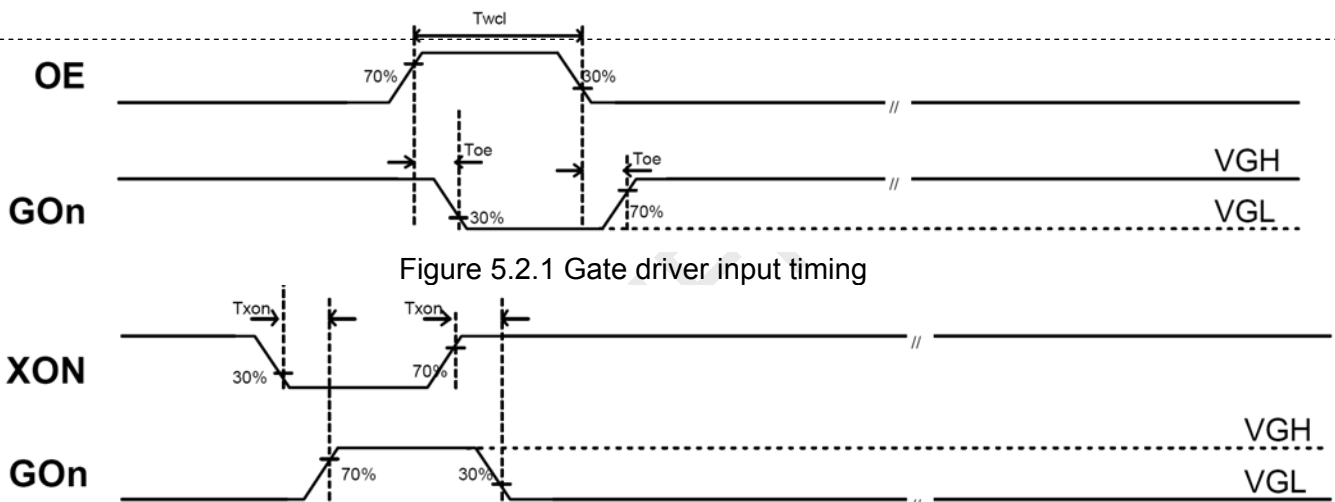 Twcl
OE
70%
30%
Toe
Toe
VGH
GOn
30%
70%
VGL
Figure 5.2.1 Gate driver input timing
Txon
Txon
XON
30%
70%
VGH
GOn
70%
30%
VGL